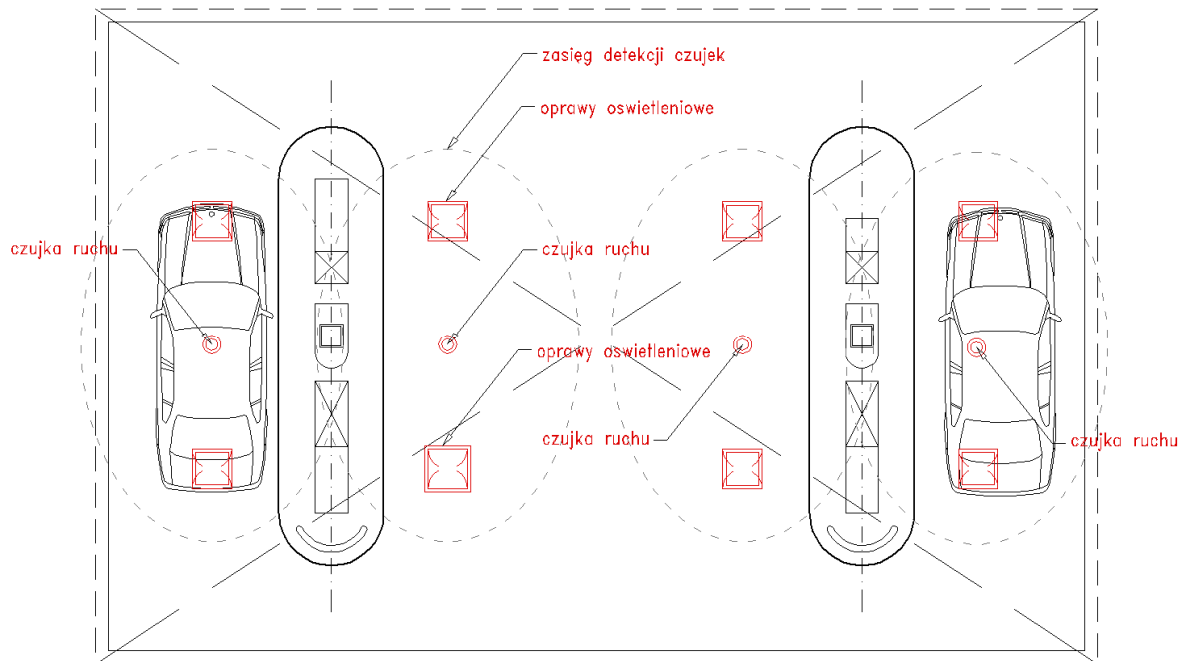 zasięg detekcji czujek
oprawy oswietleniowe
czujka ruchu
czujka ruchu
oprawy oswietleniowe
czujka ruchu
czujka ruchu